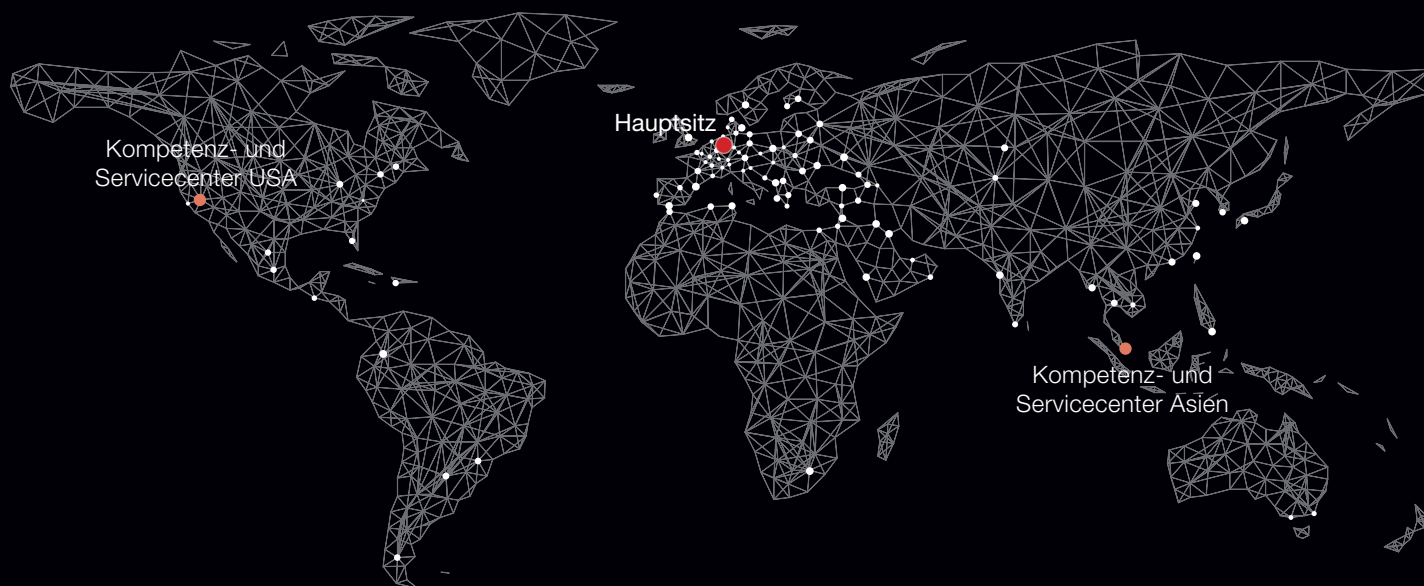 Hauptsitz
Kompetenz- und
Servicecenter USA
Kompetenz- und
Servicecenter Asien